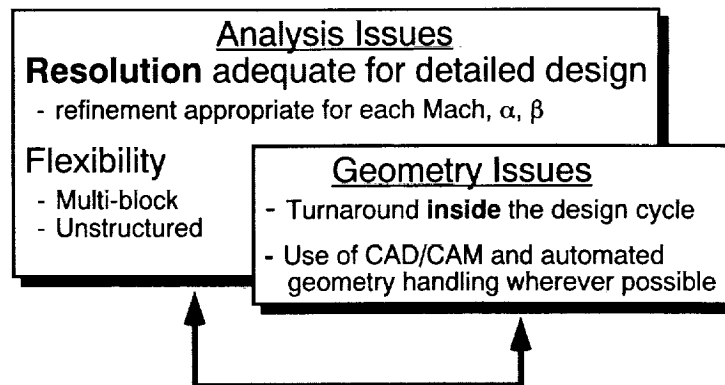 Analysis Issues
Resolution adequate for detailed design
- refinement appropriate for each Mach, α, β
Flexibility
- Multi-block
- Unstructured
Geometry Issues
- Turnaround inside the design cycle
- Use of CAD/CAM and automated
geometry handling wherever possible